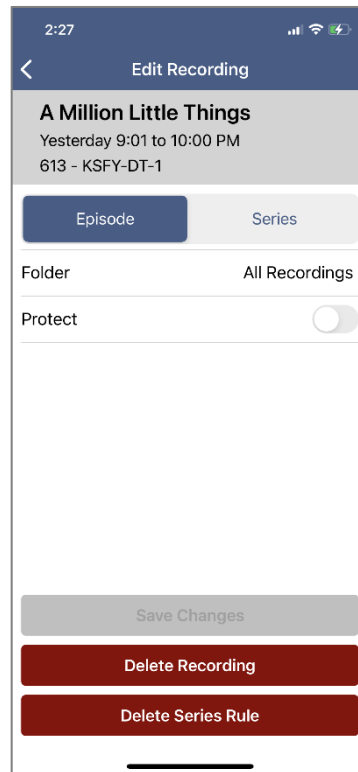 2:27
Edit Recording
A Million Little Things
Yesterday 9:01 to 10:00 PM
613 - KSFY-DT-1
Episode Series
Folder All Recordings
Protect
Save Changes
Delete Recording
Delete Series Rule